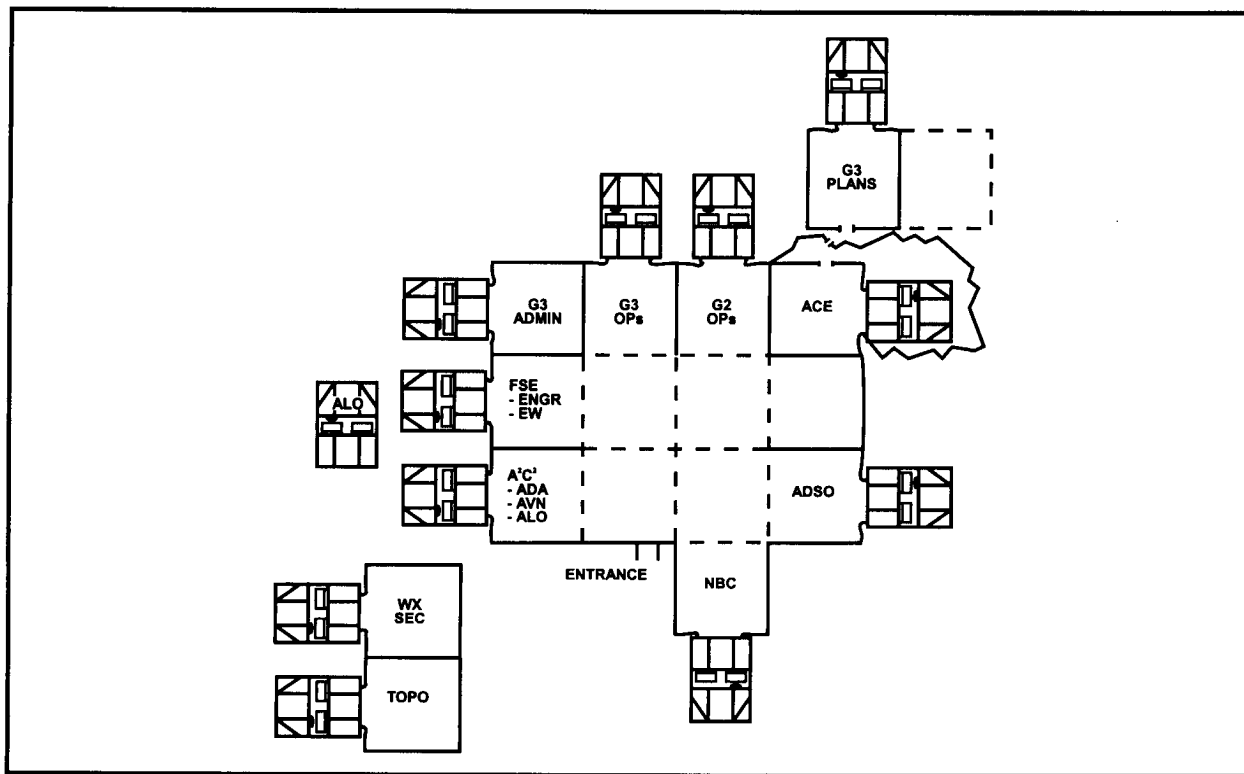 G3
PLANS
G3
ADMIN
G3
OPs
G2
OPs
ACE
ALO
FSE
- ENGR
- EW
A²C²
- ADA
- AVN
- ALO
ADSO
ENTRANCE
NBC
WX
SEC
TOPO